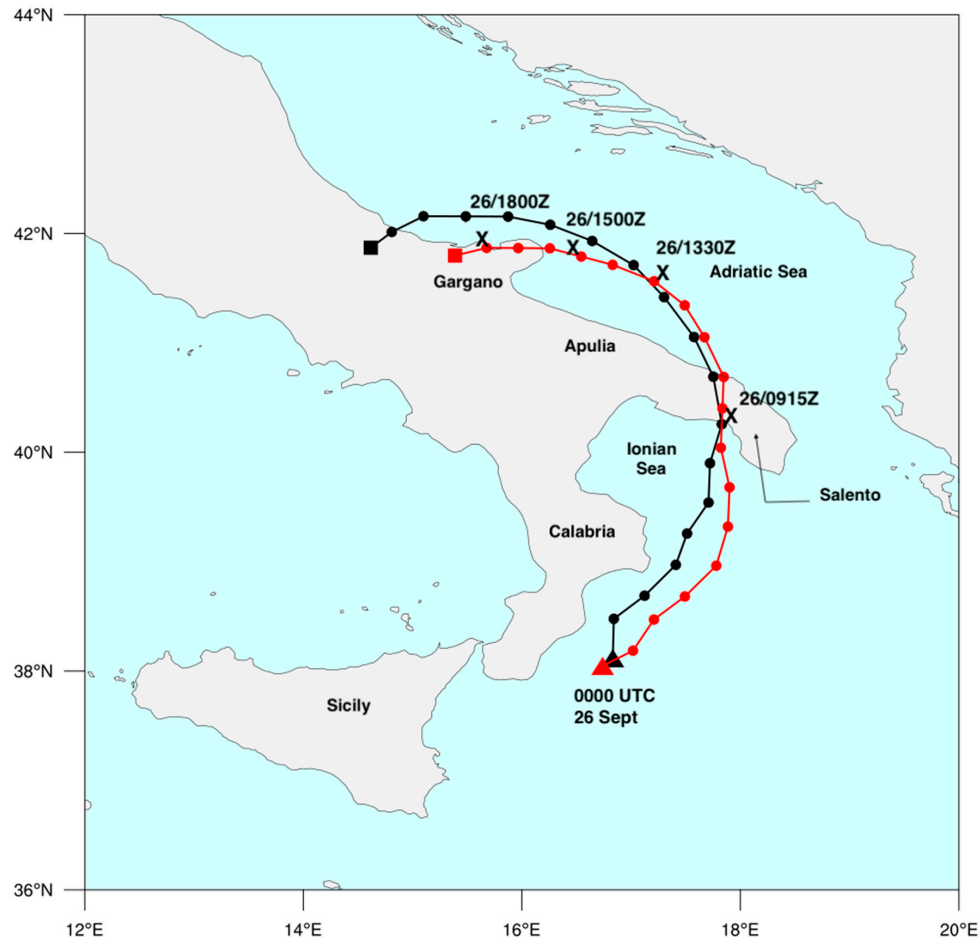 44°N
26/1800Z
26/1500Z
42°N
26/1330Z
Adriatic Sea
Gargano
Apulia
26/0915Z
40°N
Ionian
Sea
Salento
Calabria
38°N
0000 UTC
26 Sept
Sicily
36°N
12°E
14°E
16°E
18°E
20°E
X
X
X
X